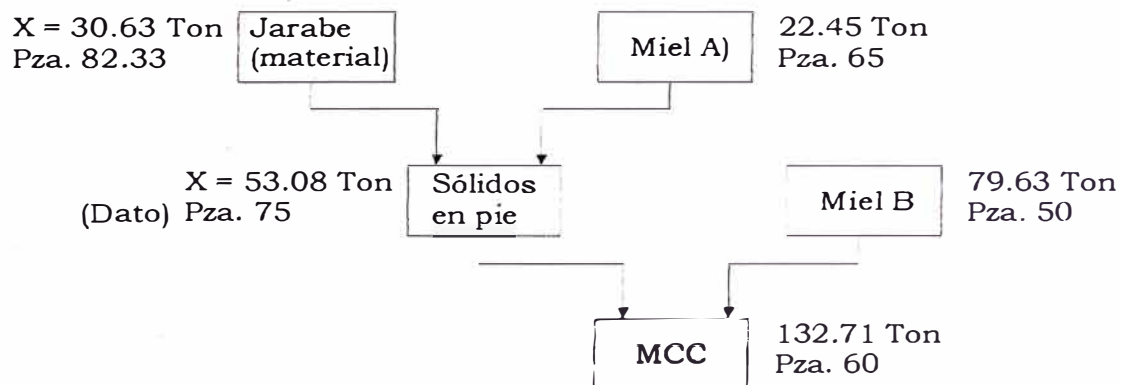 X = 30.63 Ton
Pza. 82.33
Jarabe
(material)
Miel A)
22.45 Ton
Pza. 65
X = 53.08 Ton
(Dato) Pza. 75
Sólidos
en pie
Miel B
79.63 Ton
Pza. 50
MCC
132.71 Ton
Pza. 60